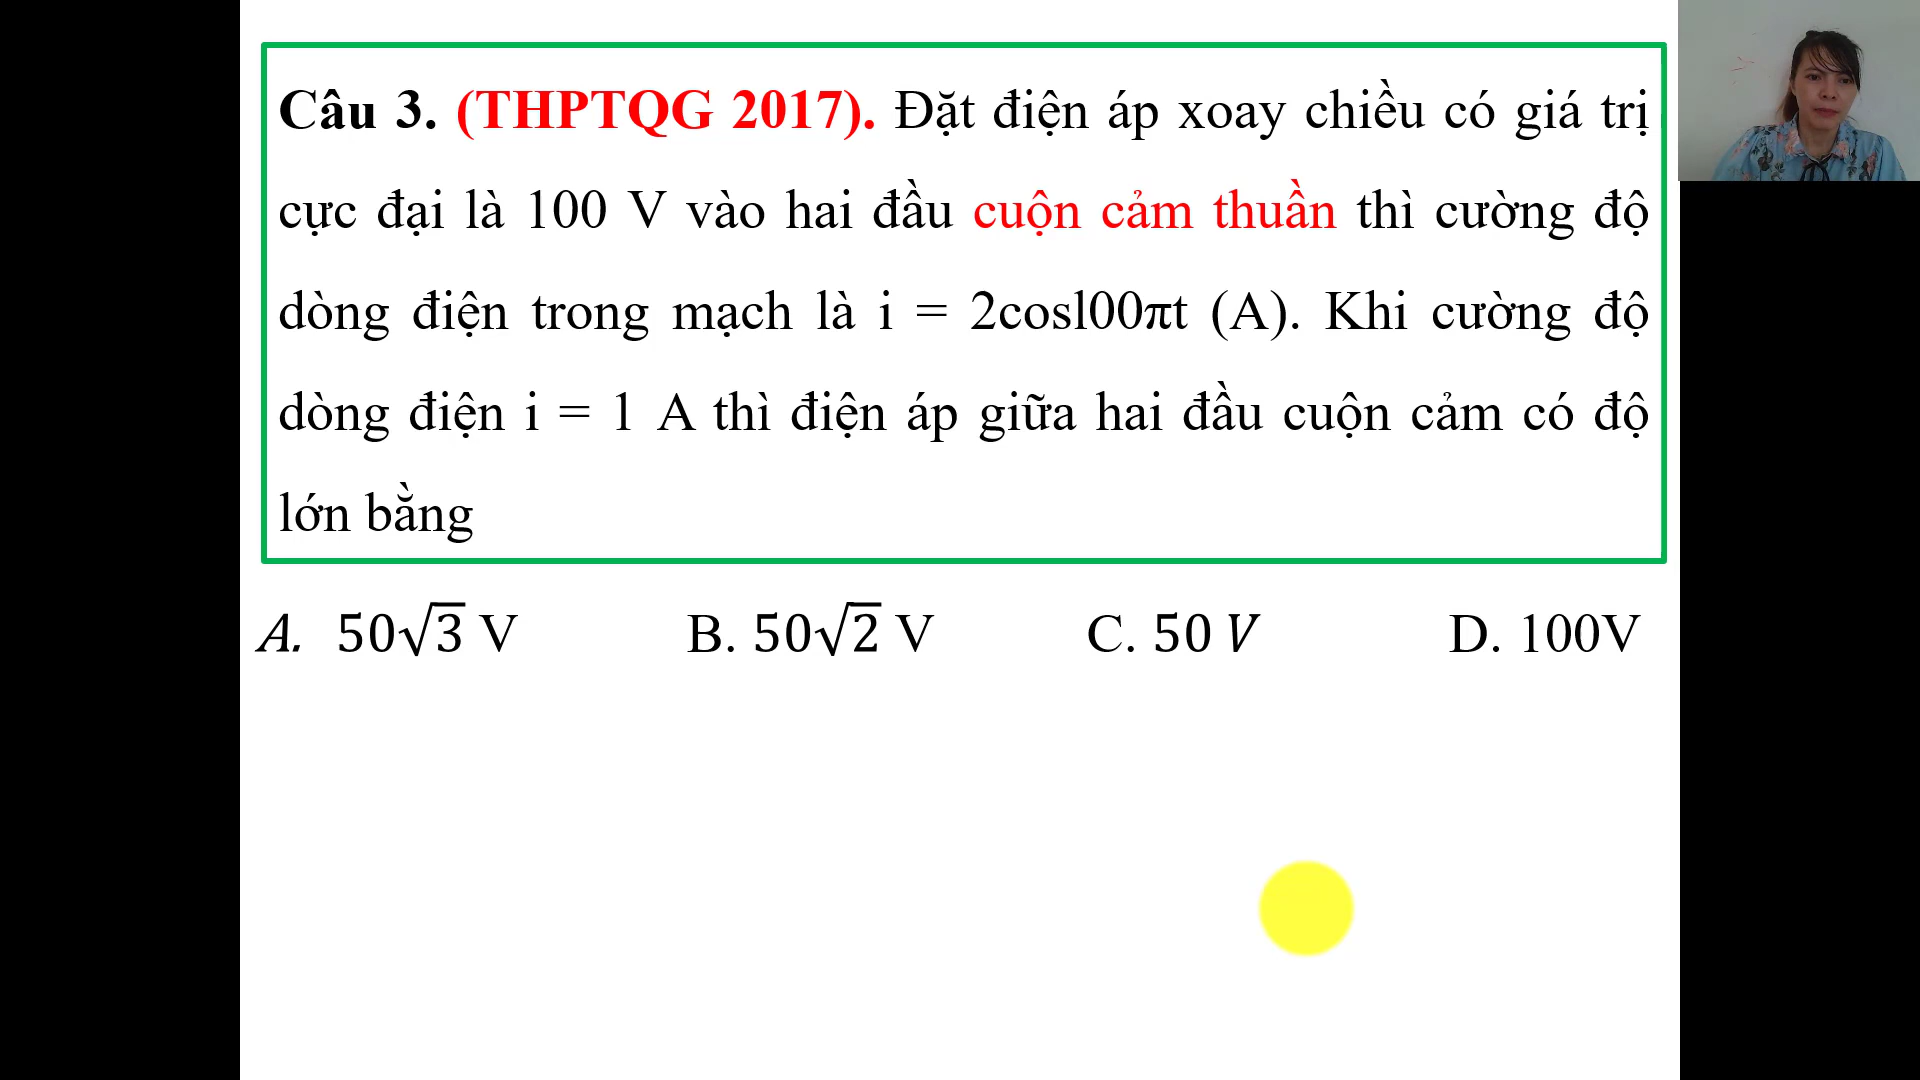 Câu 3. (THPTQG 2017). Đặt điện áp xoay chiều có giá trị
cực đại là 100 V vào hai đầu cuộn cảm thuần thì cường độ
dòng điện trong mạch là i = 2cosl00πt (A). Khi cường độ
dòng điện i = 1 A thì điện áp giữa hai đầu cuộn cảm có độ
lớn bằng
A. 50√3 V B. 50√2 V C. 50 V D. 100V